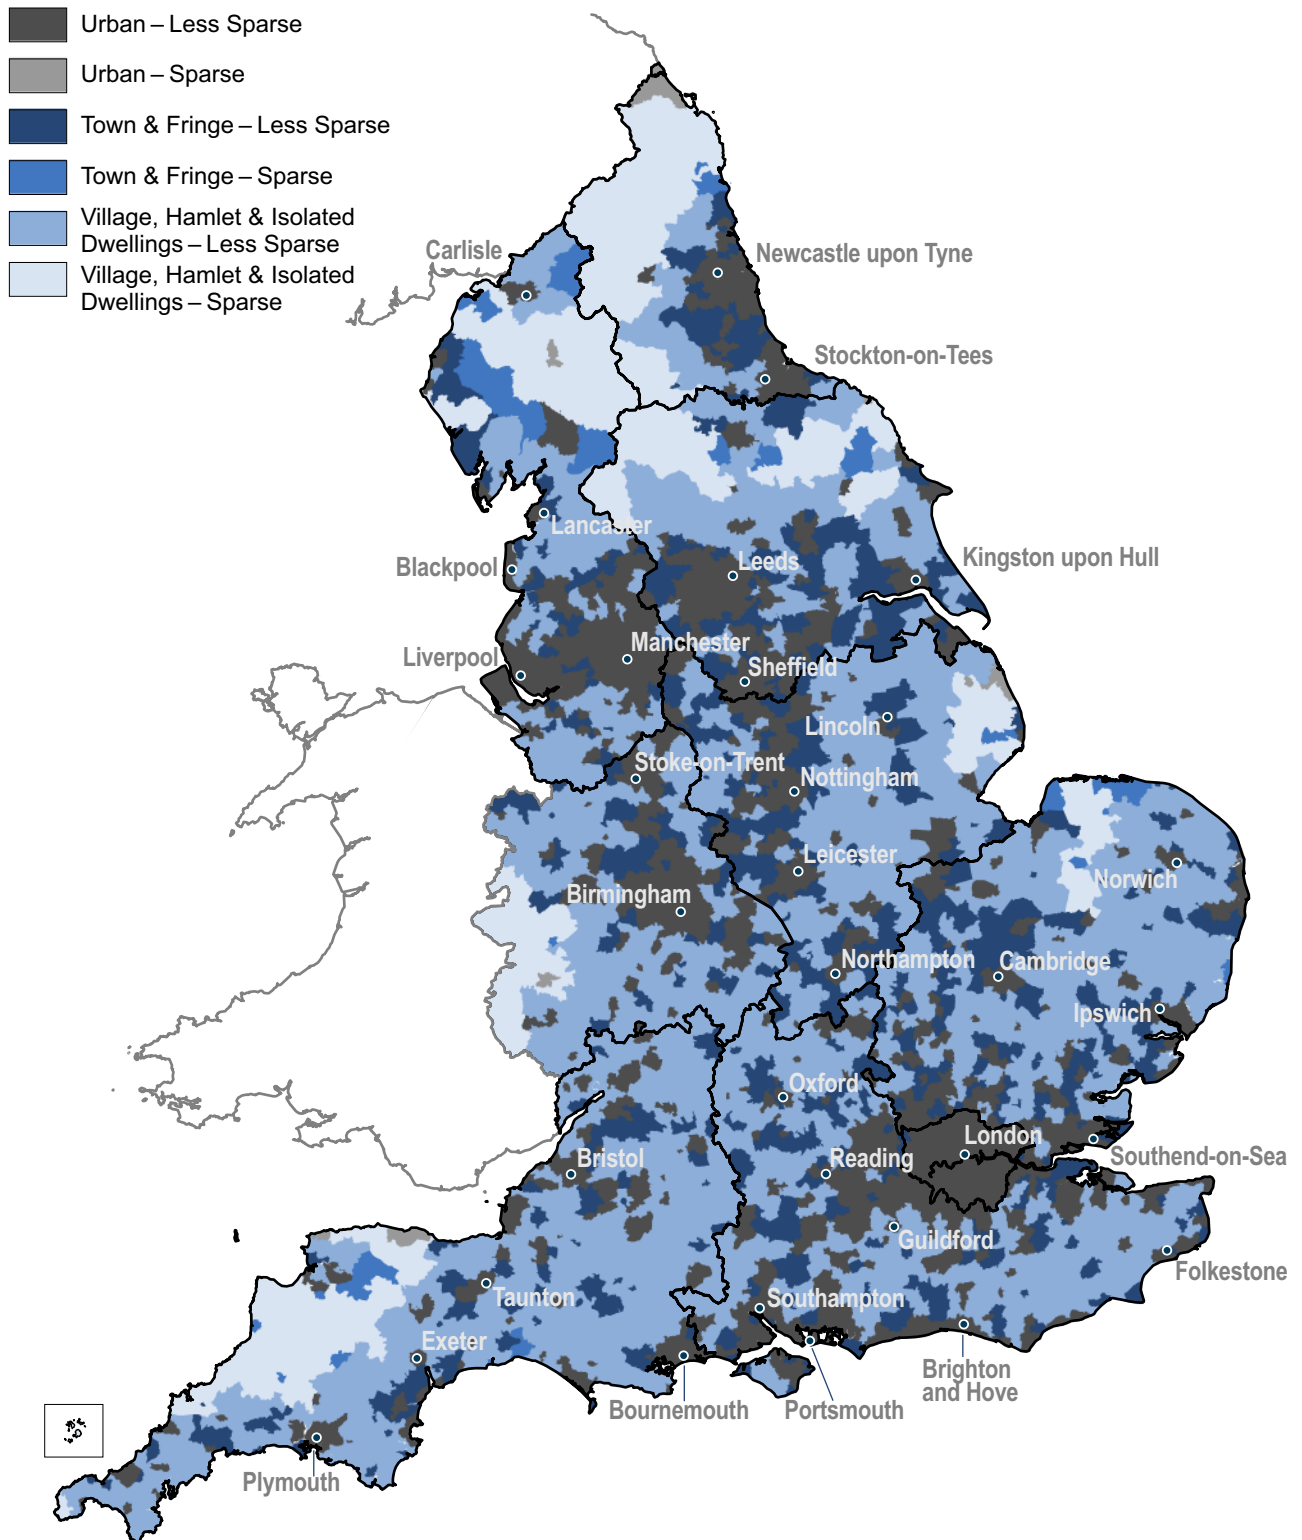 Urban – Less Sparse
Urban – Sparse
Town & Fringe – Less Sparse
Town & Fringe – Sparse
Village, Hamlet & Isolated
Dwellings – Less Sparse
Village, Hamlet & Isolated
Dwellings – Sparse
Carlisle
Newcastle upon Tyne
Stockton-on-Tees
Lancaster
Blackpool
Leeds
Kingston upon Hull
Manchester
Liverpool
Sheffield
Lincoln
Stoke-on-Trent
Nottingham
Leicester
Norwich
Birmingham
Northampton
Cambridge
Ipswich
Oxford
London
Southend-on-Sea
Bristol
Reading
Guildford
Folkestone
Taunton
Southampton
Exeter
Brighton
and Hove
Bournemouth
Portsmouth
Plymouth